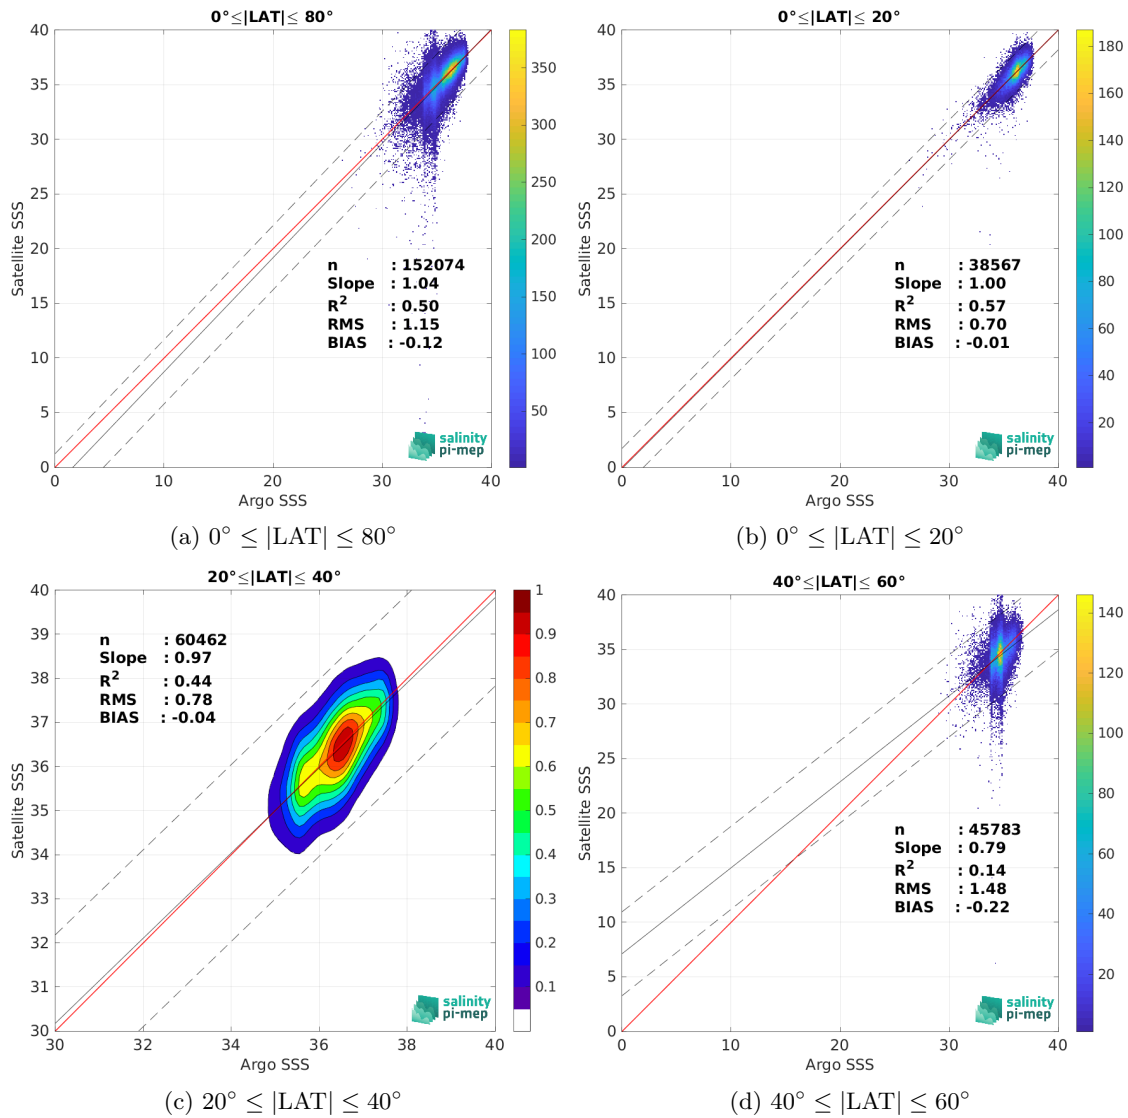 0°≤|LAT|≤ 80°
40
35
30
25
20
15
10
5
0
0 10 20 30 40
Satellite SSS
Argo SSS
n : 152074
Slope : 1.04
R² : 0.50
RMS : 1.15
BIAS : -0.12
salinity
pi-mep
350
300
250
200
150
100
50
(a) 0° ≤ |LAT| ≤ 80°
0°≤|LAT|≤ 20°
40
35
30
25
20
15
10
5
0
0 10 20 30 40
Satellite SSS
Argo SSS
n : 38567
Slope : 1.00
R² : 0.57
RMS : 0.70
BIAS : -0.01
salinity
pi-mep
180
160
140
120
100
80
60
40
20
(b) 0° ≤ |LAT| ≤ 20°
20°≤|LAT|≤ 40°
40
39
38
37
36
35
34
33
32
31
30
30 32 34 36 38 40
Satellite SSS
Argo SSS
n : 60462
Slope : 0.97
R² : 0.44
RMS : 0.78
BIAS : -0.04
salinity
pi-mep
1
0.9
0.8
0.7
0.6
0.5
0.4
0.3
0.2
0.1
(c) 20° ≤ |LAT| ≤ 40°
40°≤|LAT|≤ 60°
40
35
30
25
20
15
10
5
0
0 10 20 30 40
Satellite SSS
Argo SSS
n : 45783
Slope : 0.79
R² : 0.14
RMS : 1.48
BIAS : -0.22
salinity
pi-mep
140
120
100
80
60
40
20
(d) 40° ≤ |LAT| ≤ 60°